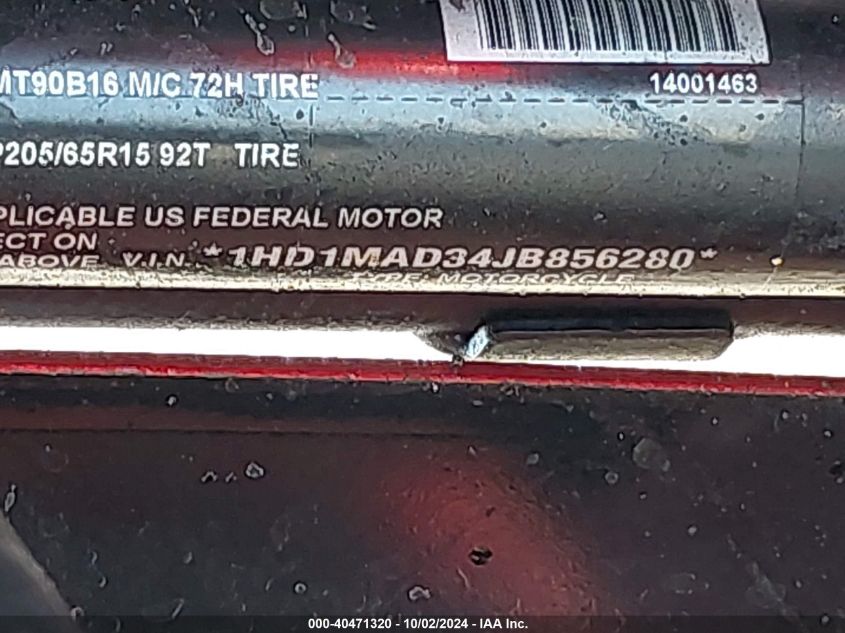 MT90B16 M/C 72H TIRE
14001463
P205/65R15 92T TIRE
PLICABLE US FEDERAL MOTOR
ECT ON
ABOVE V.I.N. *1HD1MAD34JB856280*
TYPE: MOTORCYCLE
000-40471320 - 10/02/2024 - IAA Inc.